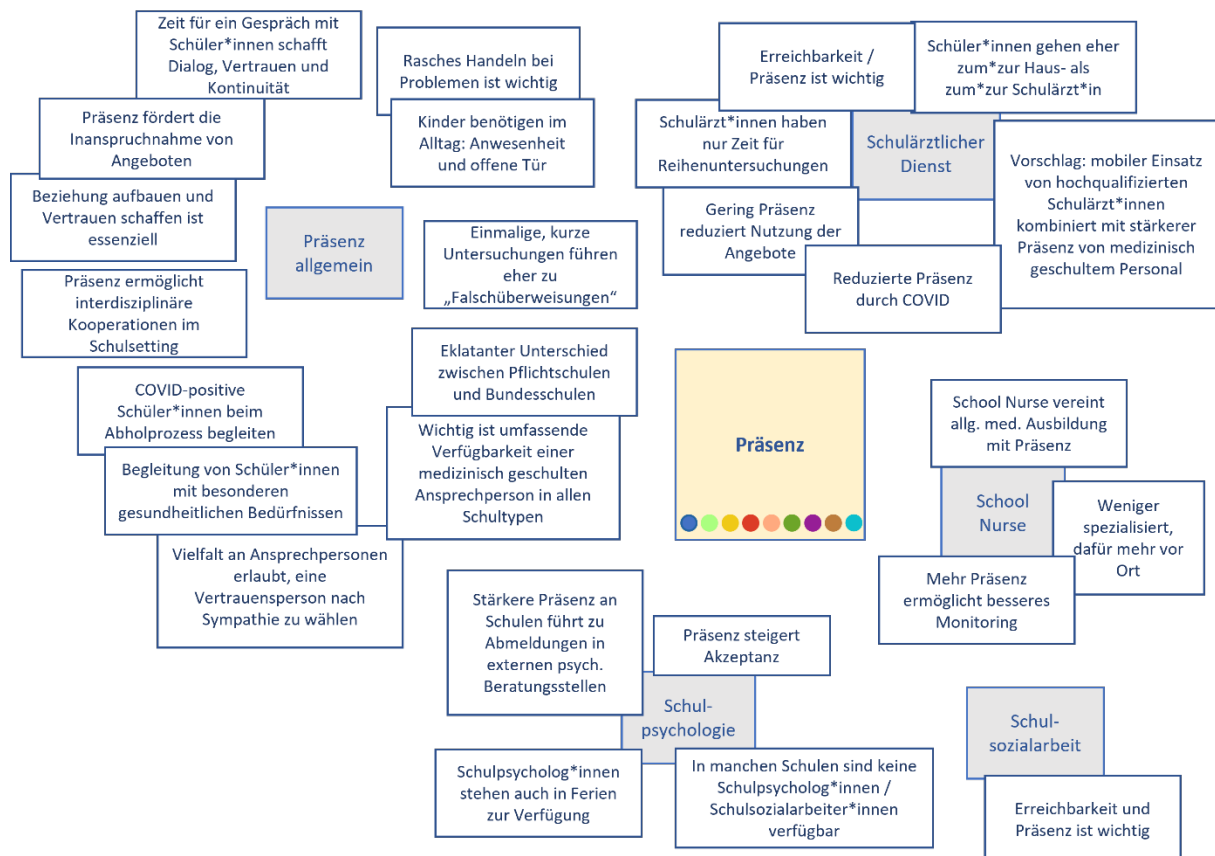 Zeit für ein Gespräch mit
Schüler*innen schafft
Dialog, Vertrauen und
Kontinuität
Präsenz fördert die
Inanspruchnahme von
Angeboten
Beziehung aufbauen und
Vertrauen schaffen ist
essenziell
Präsenz ermöglicht
interdisziplinäre
Kooperationen im
Schulsetting
Rasches Handeln bei
Problemen ist wichtig
Kinder benötigen im
Alltag: Anwesenheit
und offene Tür
Präsenz
allgemein
Einmalige, kurze
Untersuchungen führen
eher zu
„Falschüberweisungen“
Eklatanter Unterschied
zwischen Pflichtschulen
und Bundesschulen
Wichtig ist umfassende
Verfügbarkeit einer
medizinisch geschulten
Ansprechperson in allen
Schultypen
COVID-positive
Schüler*innen beim
Abholprozess begleiten
Begleitung von Schüler*innen
mit besonderen
gesundheitlichen Bedürfnissen
Vielfalt an Ansprechpersonen
erlaubt, eine
Vertrauensperson nach
Sympathie zu wählen
Erreichbarkeit /
Präsenz ist wichtig
Schüler*innen gehen eher
zum*zur Haus- als
zum*zur Schulärzt*in
Schulärzt*innen haben
nur Zeit für
Reihenuntersuchungen
Schulärztlicher
Dienst
Vorschlag: mobiler Einsatz
von hochqualifizierten
Schulärzt*innen
kombiniert mit stärkerer
Präsenz von medizinisch
geschultem Personal
Gering Präsenz
reduziert Nutzung der
Angebote
Reduzierte Präsenz
durch COVID
Präsenz
School Nurse vereint
allg. med. Ausbildung
mit Präsenz
School
Nurse
Weniger
spezialisiert,
dafür mehr vor
Ort
Mehr Präsenz
ermöglicht besseres
Monitoring
Stärkere Präsenz an
Schulen führt zu
Abmeldungen in
externen psych.
Beratungsstellen
Präsenz steigert
Akzeptanz
Schul-
psychologie
Schulpsycholog*innen
stehen auch in Ferien
zur Verfügung
In manchen Schulen sind keine
Schulpsycholog*innen /
Schulsozialarbeiter*innen
verfügbar
Schul-
sozialarbeit
Erreichbarkeit und
Präsenz ist wichtig